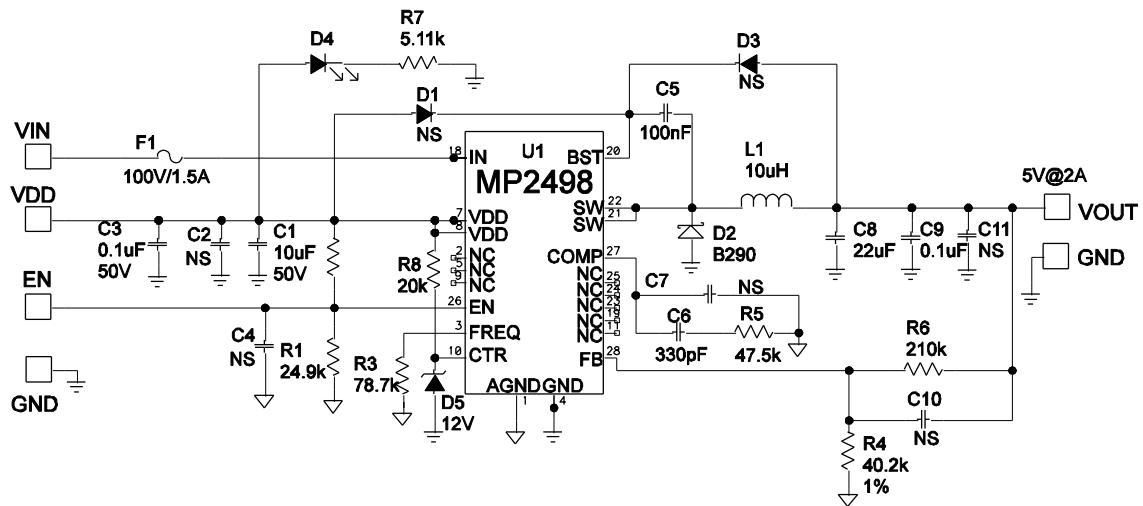 D4
R7
5.11k
D3
NS
D1
NS
C5
100nF
VIN
F1
100V/1.5A
18
IN
U1
MP2498
BST
20
L1
10uH
5V@2A
VOUT
VDD
7
VDD
8
VDD
SW
22
SW
21
C3
0.1uF
50V
C2
NS
C1
10uF
50V
R8
20k
2
NC
5
NC
9
NC
COMP
27
NC
25
NC
24
NC
23
NC
19
NC
11
D2
B290
C8
22uF
C9
0.1uF
C11
NS
GND
C7
NS
C6
330pF
R5
47.5k
EN
26
EN
3
FREQ
10
CTR
FB
28
C4
NS
R1
24.9k
R3
78.7k
D5
12V
AGND
1
GND
4
R6
210k
C10
NS
R4
40.2k
1%
GND